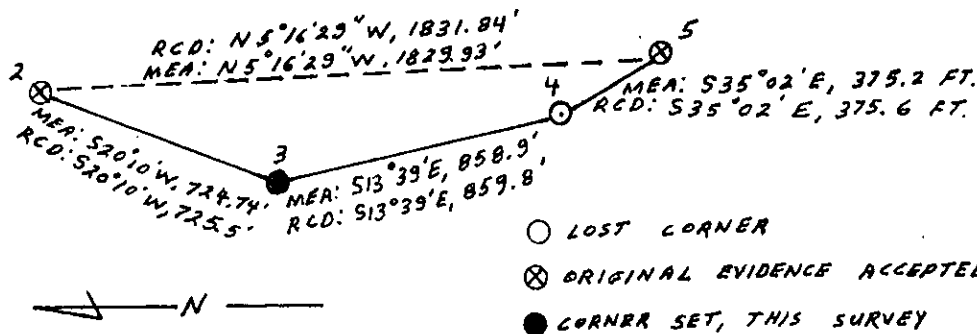 RCD: N5°16'29"W, 1831.84'
MEA: N5°16'29"W, 1829.93'
2
5
4
MEA: S35°02'E, 375.2 FT.
RCD: S35°02'E, 375.6 FT.
3
MEA: S20°10'W, 724.74'
RCD: S20°10'W, 725.5'
MEA: S13°39'E, 858.9',
RCD: S13°39'E, 859.8'
LOST CORNER
ORIGINAL EVIDENCE ACCEPTED
N
CORNER SET, THIS SURVEY